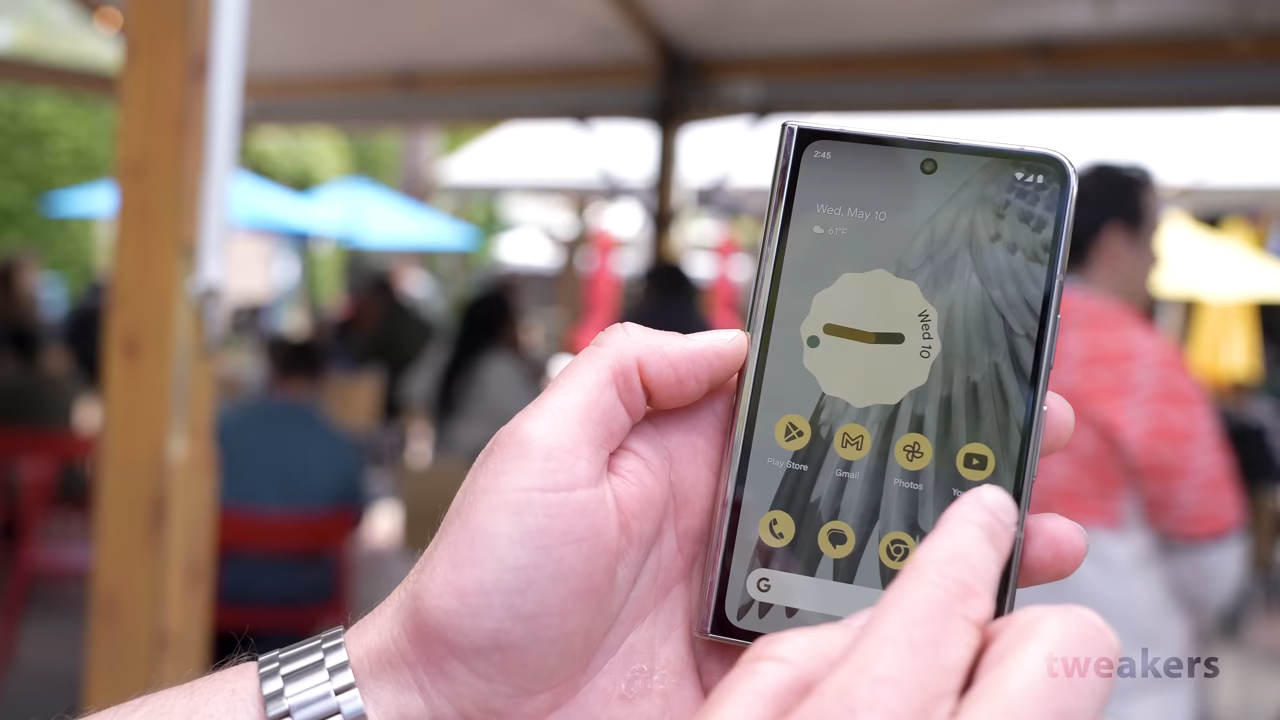 2:45
Wed, May 10
61°F
Wed 10
Play Store
Gmail
Photos
G
tweakers